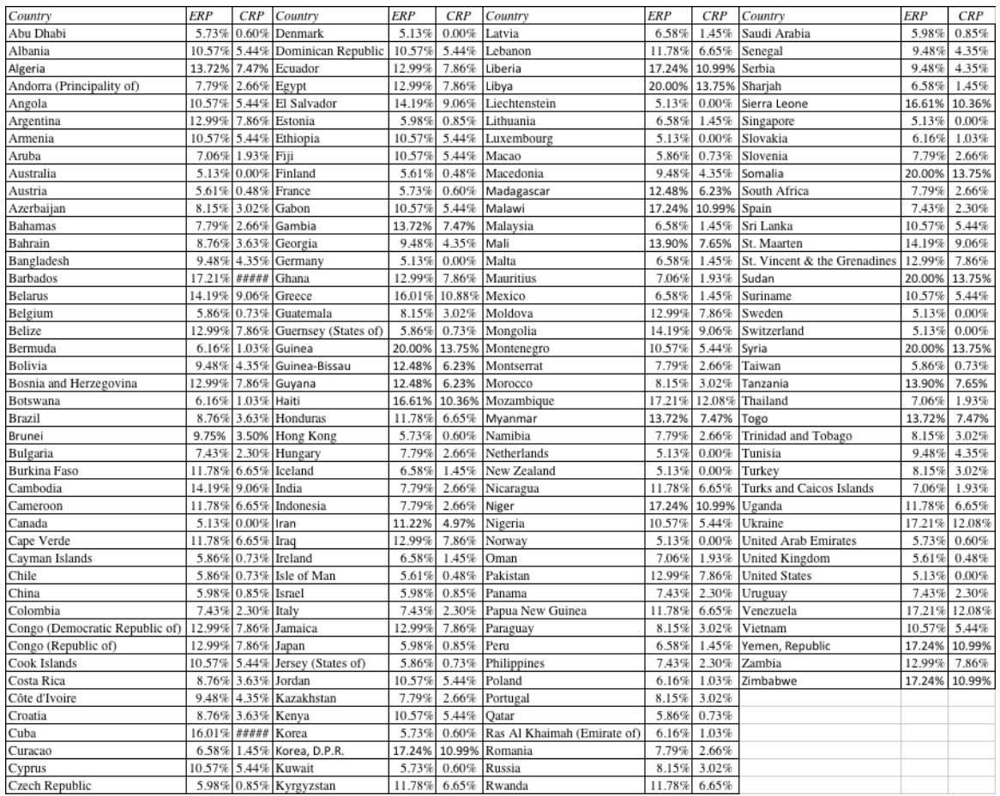 Country ERP CRP Country ERP CRP Country ERP CRP Country ERP CRP
Abu Dhabi 5.73% 0.60% Denmark 5.13% 0.00% Latvia 6.58% 1.45% Saudi Arabia 5.98% 0.85%
Albania 10.57% 5.44% Dominican Republic 10.57% 5.44% Lebanon 11.78% 6.65% Senegal 9.48% 4.35%
Algeria 13.72% 7.47% Ecuador 12.99% 7.86% Liberia 17.24% 10.99% Serbia 9.48% 4.35%
Andorra (Principality of) 7.79% 2.66% Egypt 12.99% 7.86% Libya 20.00% 13.75% Sharjah 6.58% 1.45%
Angola 10.57% 5.44% El Salvador 14.19% 9.06% Liechtenstein 5.13% 0.00% Sierra Leone 16.61% 10.36%
Argentina 12.99% 7.86% Estonia 5.98% 0.85% Lithuania 6.58% 1.45% Singapore 5.13% 0.00%
Armenia 10.57% 5.44% Ethiopia 10.57% 5.44% Luxembourg 5.13% 0.00% Slovakia 6.16% 1.03%
Aruba 7.06% 1.93% Fiji 10.57% 5.44% Macao 5.86% 0.73% Slovenia 7.79% 2.66%
Australia 5.13% 0.00% Finland 5.61% 0.48% Macedonia 9.48% 4.35% Somalia 20.00% 13.75%
Austria 5.61% 0.48% France 5.73% 0.60% Madagascar 12.48% 6.23% South Africa 7.79% 2.66%
Azerbaijan 8.15% 3.02% Gabon 10.57% 5.44% Malawi 17.24% 10.99% Spain 7.43% 2.30%
Bahamas 7.79% 2.66% Gambia 13.72% 7.47% Malaysia 6.58% 1.45% Sri Lanka 10.57% 5.44%
Bahrain 8.76% 3.63% Georgia 9.48% 4.35% Mali 13.90% 7.65% St. Maarten 14.19% 9.06%
Bangladesh 9.48% 4.35% Germany 5.13% 0.00% Malta 6.58% 1.45% St. Vincent & the Grenadines 12.99% 7.86%
Barbados 17.21% ##### Ghana 12.99% 7.86% Mauritius 7.06% 1.93% Sudan 20.00% 13.75%
Belarus 14.19% 9.06% Greece 16.01% 10.88% Mexico 6.58% 1.45% Suriname 10.57% 5.44%
Belgium 5.86% 0.73% Guatemala 8.15% 3.02% Moldova 12.99% 7.86% Sweden 5.13% 0.00%
Belize 12.99% 7.86% Guernsey (States of) 5.86% 0.73% Mongolia 14.19% 9.06% Switzerland 5.13% 0.00%
Bermuda 6.16% 1.03% Guinea 20.00% 13.75% Montenegro 10.57% 5.44% Syria 20.00% 13.75%
Bolivia 9.48% 4.35% Guinea-Bissau 12.48% 6.23% Montserrat 7.79% 2.66% Taiwan 5.86% 0.73%
Bosnia and Herzegovina 12.99% 7.86% Guyana 12.48% 6.23% Morocco 8.15% 3.02% Tanzania 13.90% 7.65%
Botswana 6.16% 1.03% Haiti 16.61% 10.36% Mozambique 17.21% 12.08% Thailand 7.06% 1.93%
Brazil 8.76% 3.63% Honduras 11.78% 6.65% Myanmar 13.72% 7.47% Togo 13.72% 7.47%
Brunei 9.75% 3.50% Hong Kong 5.73% 0.60% Namibia 7.79% 2.66% Trinidad and Tobago 8.15% 3.02%
Bulgaria 7.43% 2.30% Hungary 7.79% 2.66% Netherlands 5.13% 0.00% Tunisia 9.48% 4.35%
Burkina Faso 11.78% 6.65% Iceland 6.58% 1.45% New Zealand 5.13% 0.00% Turkey 8.15% 3.02%
Cambodia 14.19% 9.06% India 7.79% 2.66% Nicaragua 11.78% 6.65% Turks and Caicos Islands 7.06% 1.93%
Cameroon 11.78% 6.65% Indonesia 7.79% 2.66% Niger 17.24% 10.99% Uganda 11.78% 6.65%
Canada 5.13% 0.00% Iran 11.22% 4.97% Nigeria 10.57% 5.44% Ukraine 17.21% 12.08%
Cape Verde 11.78% 6.65% Iraq 12.99% 7.86% Norway 5.13% 0.00% United Arab Emirates 5.73% 0.60%
Cayman Islands 5.86% 0.73% Ireland 6.58% 1.45% Oman 7.06% 1.93% United Kingdom 5.61% 0.48%
Chile 5.86% 0.73% Isle of Man 5.61% 0.48% Pakistan 12.99% 7.86% United States 5.13% 0.00%
China 5.98% 0.85% Israel 5.98% 0.85% Panama 7.43% 2.30% Uruguay 7.43% 2.30%
Colombia 7.43% 2.30% Italy 7.43% 2.30% Papua New Guinea 11.78% 6.65% Venezuela 17.21% 12.08%
Congo (Democratic Republic of) 12.99% 7.86% Jamaica 12.99% 7.86% Paraguay 8.15% 3.02% Vietnam 10.57% 5.44%
Congo (Republic of) 12.99% 7.86% Japan 5.98% 0.85% Peru 6.58% 1.45% Yemen, Republic 17.24% 10.99%
Cook Islands 10.57% 5.44% Jersey (States of) 5.86% 0.73% Philippines 7.43% 2.30% Zambia 12.99% 7.86%
Costa Rica 8.76% 3.63% Jordan 10.57% 5.44% Poland 6.16% 1.03% Zimbabwe 17.24% 10.99%
Côte d'Ivoire 9.48% 4.35% Kazakhstan 7.79% 2.66% Portugal 8.15% 3.02%
Croatia 8.76% 3.63% Kenya 10.57% 5.44% Qatar 5.86% 0.73%
Cuba 16.01% ##### Korea 5.73% 0.60% Ras Al Khaimah (Emirate of) 6.16% 1.03%
Curacao 6.58% 1.45% Korea, D.P.R. 17.24% 10.99% Romania 7.79% 2.66%
Cyprus 10.57% 5.44% Kuwait 5.73% 0.60% Russia 8.15% 3.02%
Czech Republic 5.98% 0.85% Kyrgyzstan 11.78% 6.65% Rwanda 11.78% 6.65%